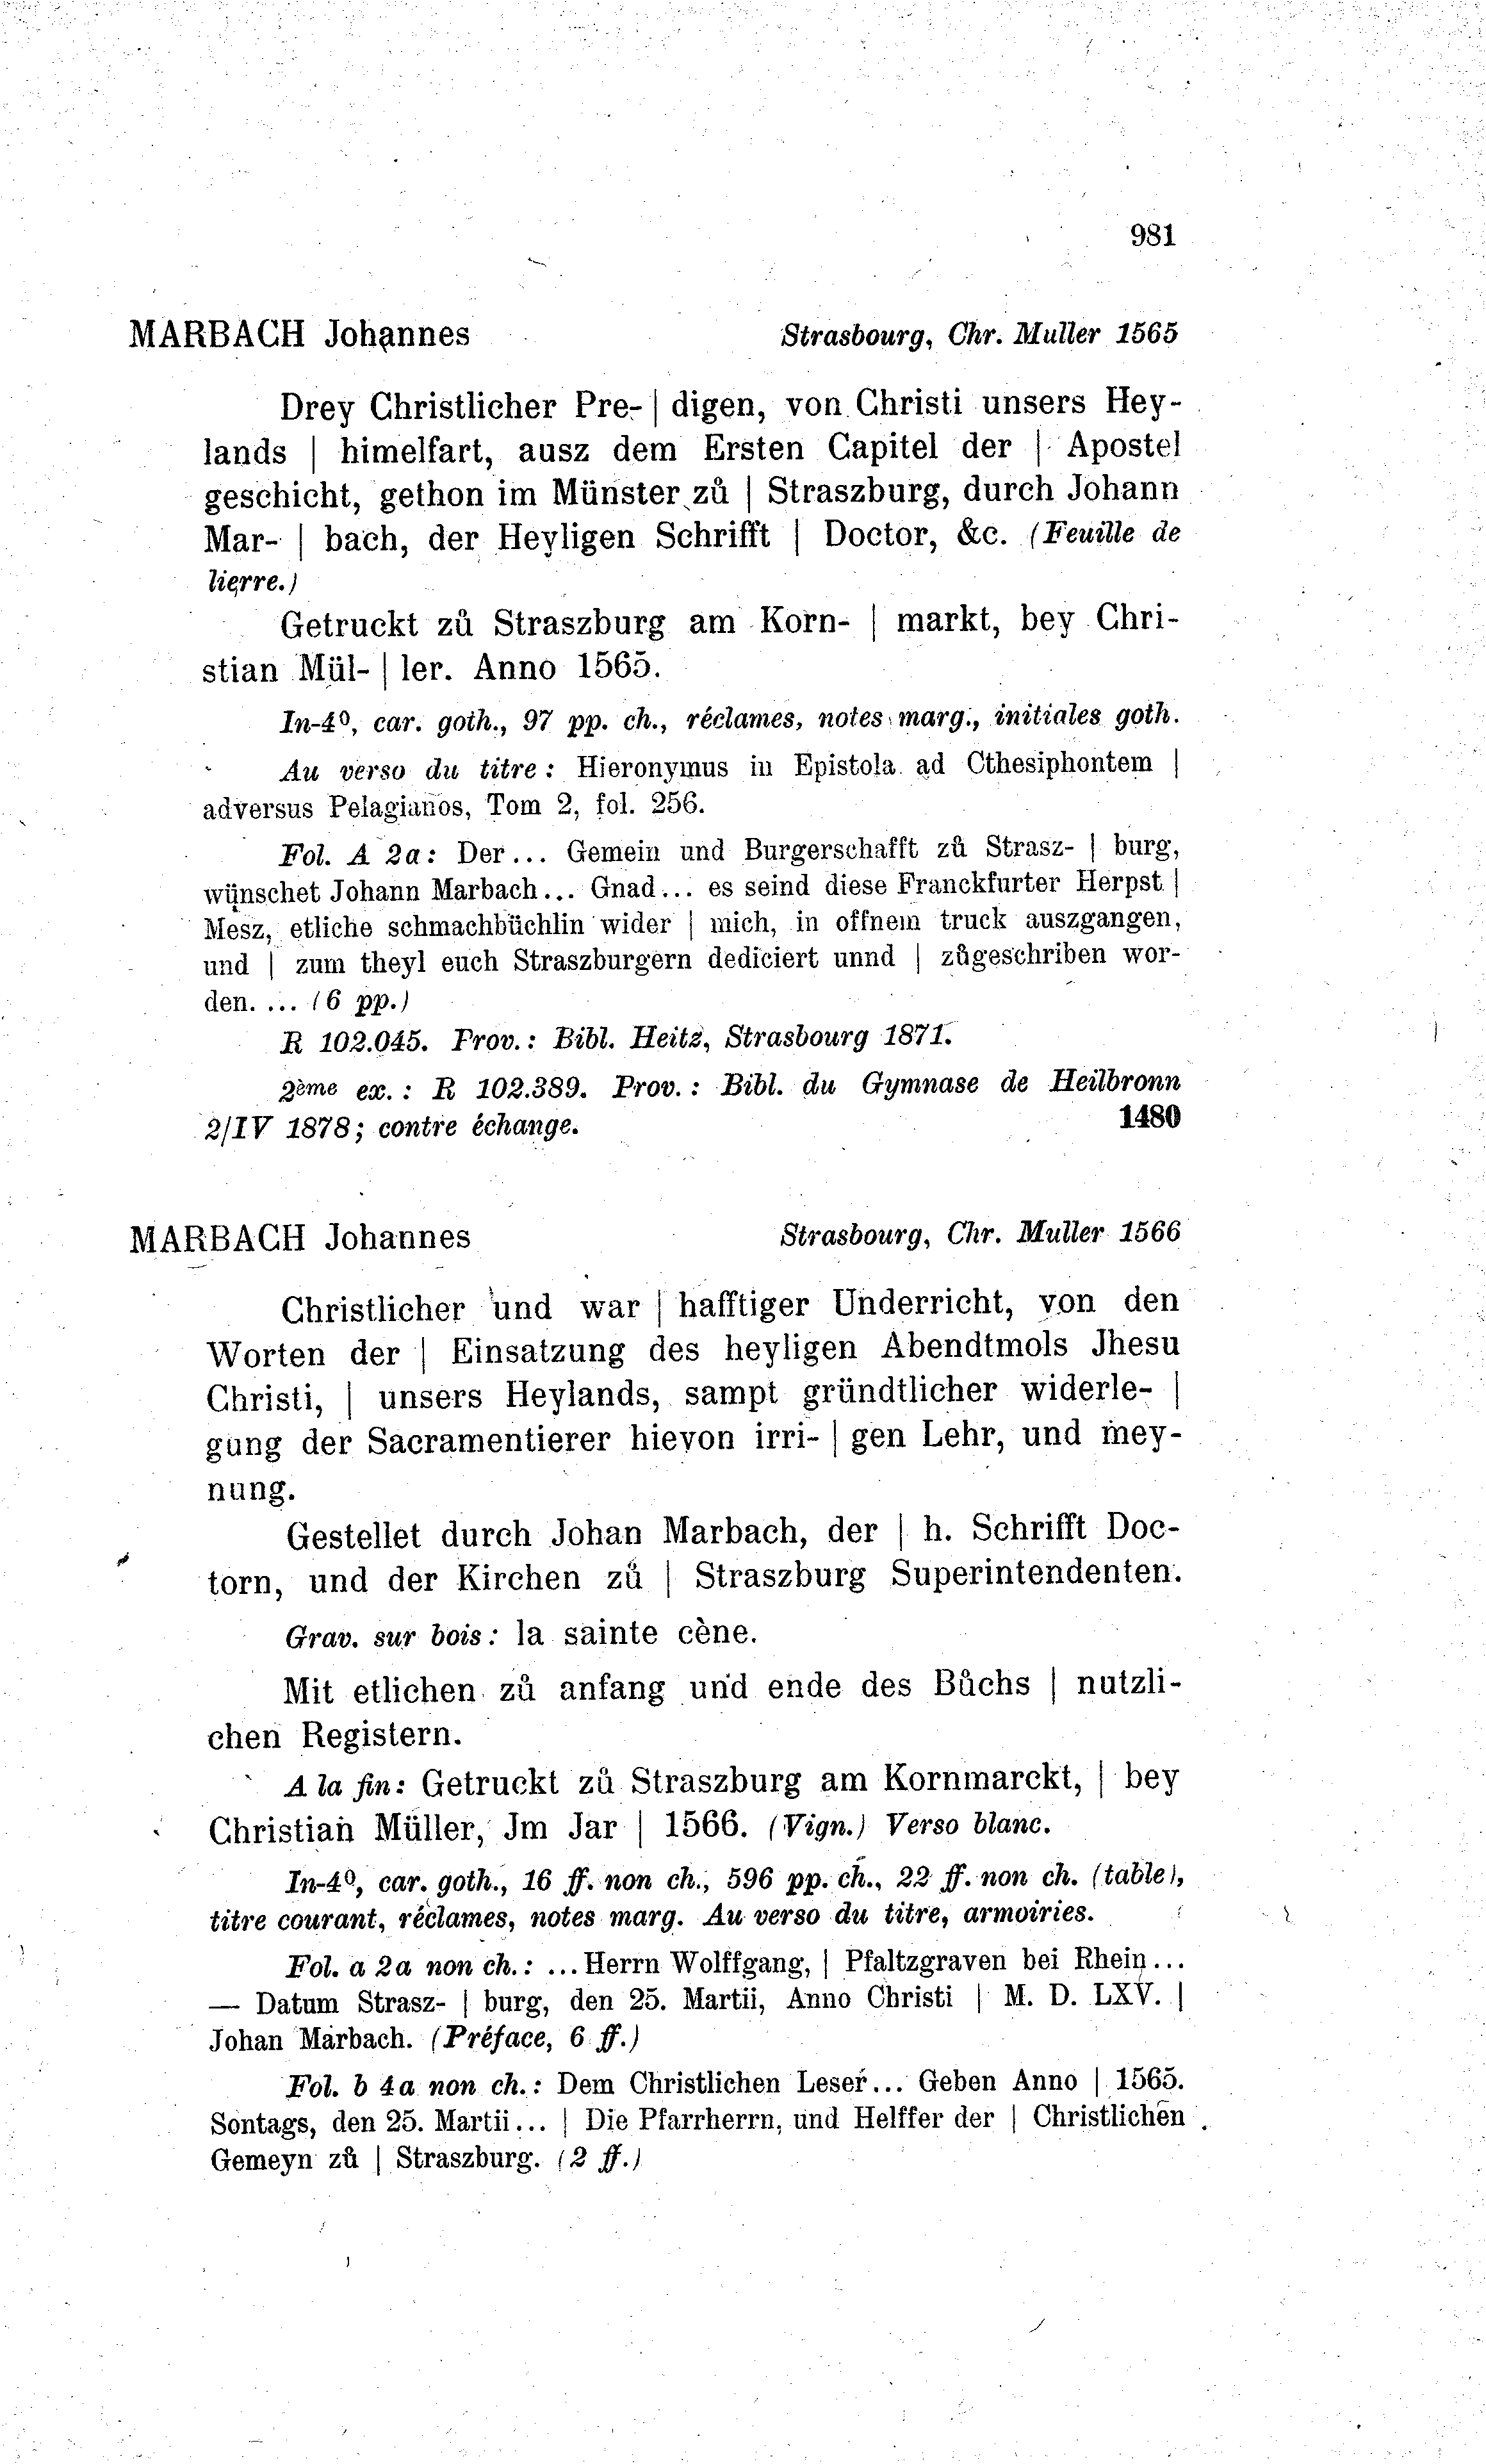 981
MARBACH Johannes Strasbourg, Chr. Muller 1565
Drey Christlicher Pre- | digen, von Christi unsers Hey-
lands | himelfart, ausz dem Ersten Capitel der | Apostel
geschicht, gethon im Münster zů | Straszburg, durch Johann
Mar- | bach, der Heyligen Schrifft | Doctor, &c. (Feuille de
lierre.)
Getruckt zů Straszburg am Korn- | markt, bey Chri-
stian Mül- | ler. Anno 1565.
In-4º, car. goth., 97 pp. ch., réclames, notes marg., initiales goth.
Au verso du titre: Hieronymus in Epistola ad Cthesiphontem |
adversus Pelagianos, Tom 2, fol. 256.
Fol. A 2a: Der... Gemein und Burgerschafft zů Strasz- | burg,
wünschet Johann Marbach... Gnad... es seind diese Franckfurter Herpst |
Mesz, etliche schmachbüchlin wider | mich, in offnem truck auszgangen,
und | zum theyl euch Straszburgern dediciert unnd | zůgeschriben wor-
den. ... (6 pp.)
R 102.045. Prov.: Bibl. Heitz, Strasbourg 1871.
2ème ex.: R 102.389. Prov.: Bibl. du Gymnase de Heilbronn
2/IV 1878; contre échange. 1480
MARBACH Johannes Strasbourg, Chr. Muller 1566
Christlicher und war | hafftiger Underricht, von den
Worten der | Einsatzung des heyligen Abendtmols Jhesu
Christi, | unsers Heylands, sampt gründtlicher widerle- |
gung der Sacramentierer hievon irri- | gen Lehr, und mey-
nung.
Gestellet durch Johan Marbach, der | h. Schrifft Doc-
torn, und der Kirchen zů | Straszburg Superintendenten.
Grav. sur bois: la sainte cène.
Mit etlichen zů anfang und ende des Bůchs | nutzli-
chen Registern.
A la fin: Getruckt zů Straszburg am Kornmarckt, | bey
Christian Müller, Jm Jar | 1566. (Vign.) Verso blanc.
In-4º, car. goth., 16 ff. non ch., 596 pp. ch., 22 ff. non ch. (table),
titre courant, réclames, notes marg. Au verso du titre, armoiries.
Fol. a 2a non ch.: ... Herrn Wolffgang, | Pfaltzgraven bei Rhein...
— Datum Strasz- | burg, den 25. Martii, Anno Christi | M. D. LXV. |
Johan Marbach. (Préface, 6 ff.)
Fol. b 4a non ch.: Dem Christlichen Leser... Geben Anno | 1565.
Sontags, den 25. Martii... | Die Pfarrherrn, und Helffer der | Christlichen
Gemeyn zů | Straszburg. (2 ff.)